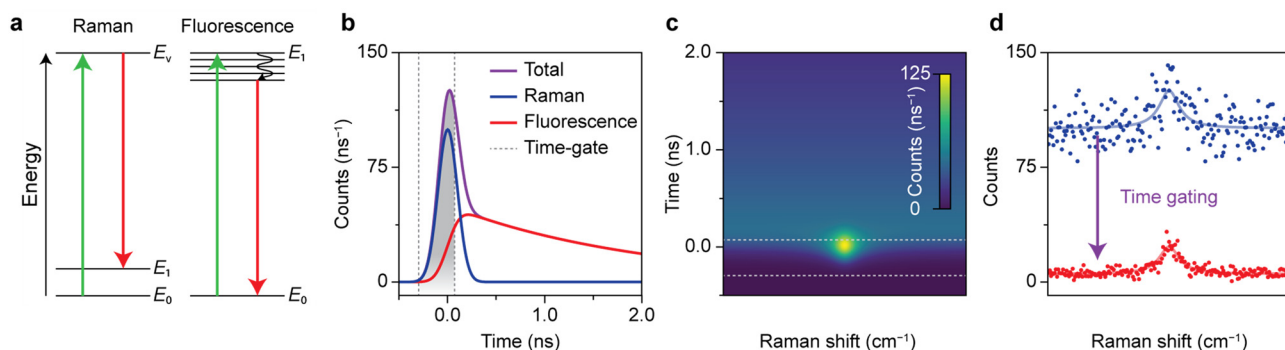 a
Raman
Fluorescence
Energy
Eᵥ
E₁
E₀
E₁
E₀
b
Counts (ns⁻¹)
150
75
0
Total
Raman
Fluorescence
Time-gate
0.0
1.0
2.0
Time (ns)
c
Time (ns)
2.0
1.0
0.0
125
Counts (ns⁻¹)
0
Raman shift (cm⁻¹)
d
Counts
150
75
0
Time gating
Raman shift (cm⁻¹)